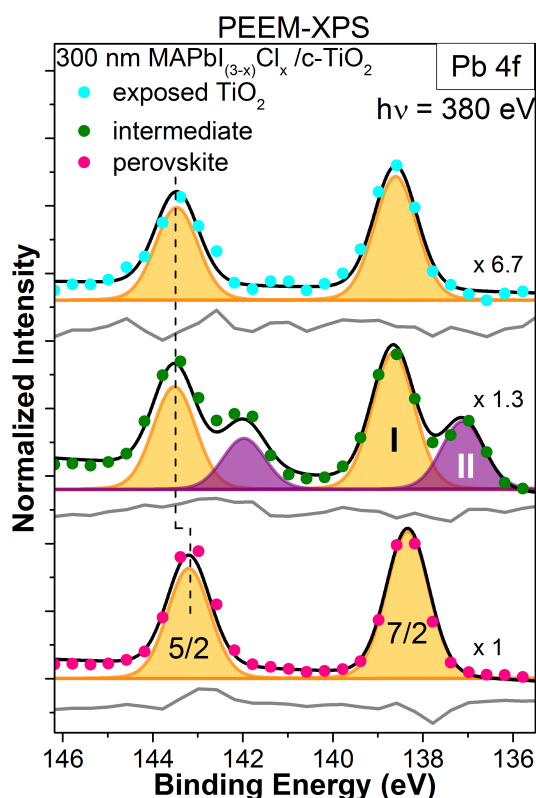 PEEM-XPS
300 nm MAPbI(3-x)Clx /c-TiO2
Pb 4f
exposed TiO2
hν = 380 eV
intermediate
perovskite
x 6.7
x 1.3
I
II
5/2
7/2
x 1
Normalized Intensity
146 144 142 140 138 136
Binding Energy (eV)